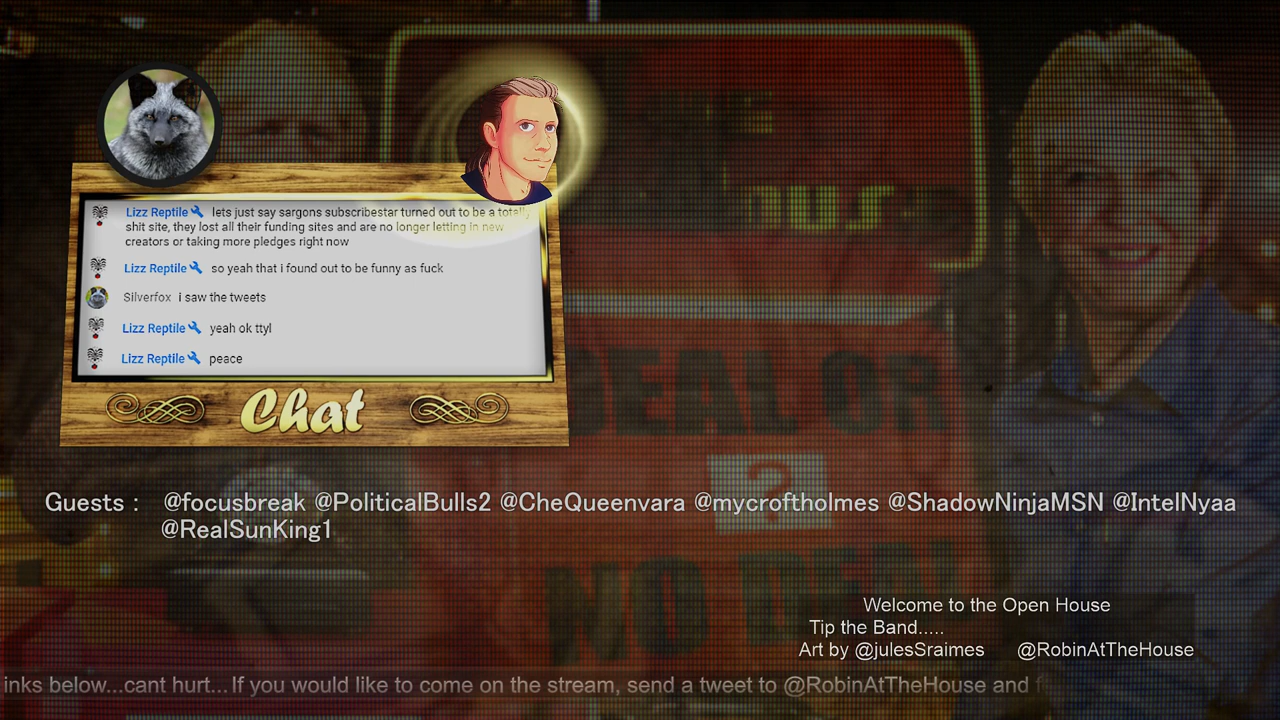 Lizz Reptile lets just say sargons subscribestar turned out to be a totally
shit site, they lost all their funding sites and are no longer letting in new
creators or taking more pledges right now
Lizz Reptile so yeah that i found out to be funny as fuck
Silverfox i saw the tweets
Lizz Reptile yeah ok ttyl
Lizz Reptile peace
Chat
DEAL OR
?
NO DEAL
Guests : @focusbreak @PoliticalBulls2 @CheQueenvara @mycroftholmes @ShadowNinjaMSN @IntelNyaa
@RealSunKing1
Welcome to the Open House
Tip the Band.....
Art by @julesSraimes @RobinAtTheHouse
inks below...cant hurt... If you would like to come on the stream, send a tweet to @RobinAtTheHouse and